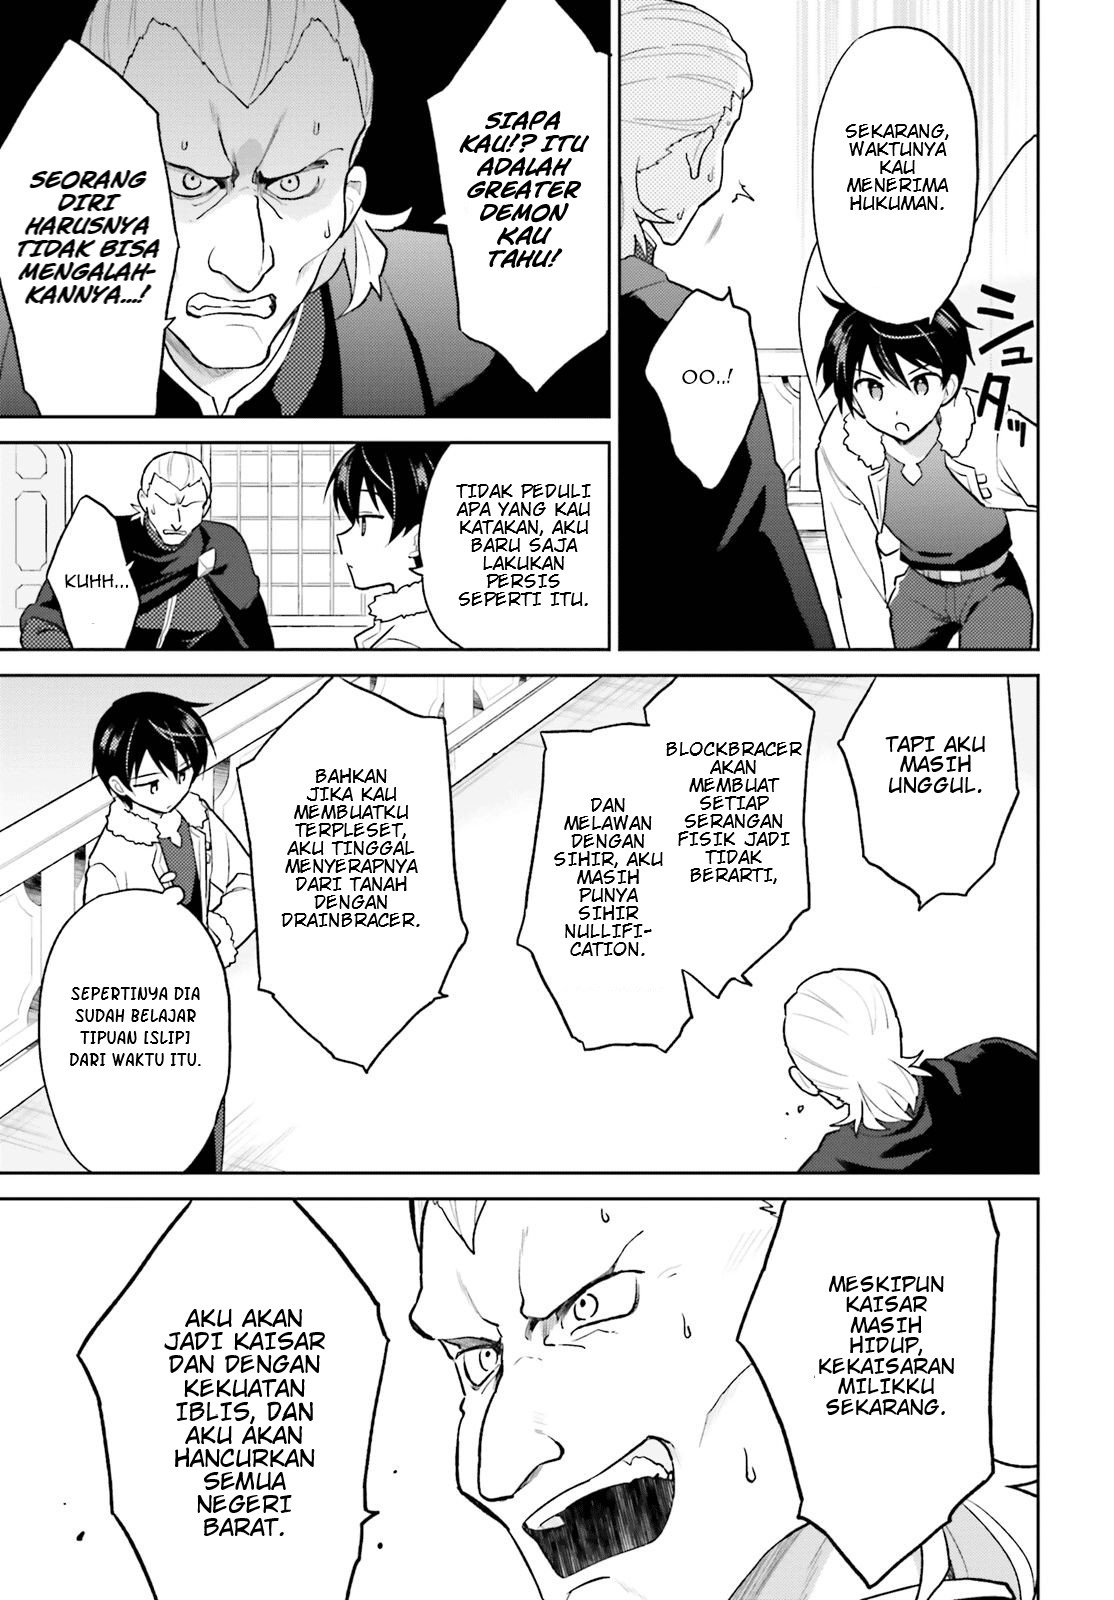 SEKARANG,
WAKTUNYA
KAU
MENERIMA
HUKUMAN.
シュタッ
OO..!
SIAPA
KAU!? ITU
ADALAH
GREATER
DEMON
KAU
TAHU!
SEORANG
DIRI
HARUSNYA
TIDAK BISA
MENGALAH-
KANNYA....!
TIDAK PEDULI
APA YANG KAU
KATAKAN, AKU
BARU SAJA
LAKUKAN
PERSIS
SEPERTI ITU.
KUHH...
TAPI AKU
MASIH
UNGGUL.
BLOCKBRACER
AKAN
MEMBUAT
SETIAP
SERANGAN
FISIK JADI
TIDAK
BERARTI,
DAN
MELAWAN
DENGAN
SIHIR, AKU
MASIH
PUNYA
SIHIR
NULLIFI-
CATION.
BAHKAN
JIKA KAU
MEMBUATKU
TERPLESET,
AKU TINGGAL
MENYERAPNYA
DARI TANAH
DENGAN
DRAINBRACER.
SEPERTINYA DIA
SUDAH BELAJAR
TIPUAN [SLIP]
DARI WAKTU ITU.
MESKIPUN
KAISAR
MASIH
HIDUP,
KEKAISARAN
MILIKKU
SEKARANG.
AKU AKAN
JADI KAISAR
DAN DENGAN
KEKUATAN
IBLIS, DAN
AKU AKAN
HANCURKAN
SEMUA
NEGERI
BARAT.